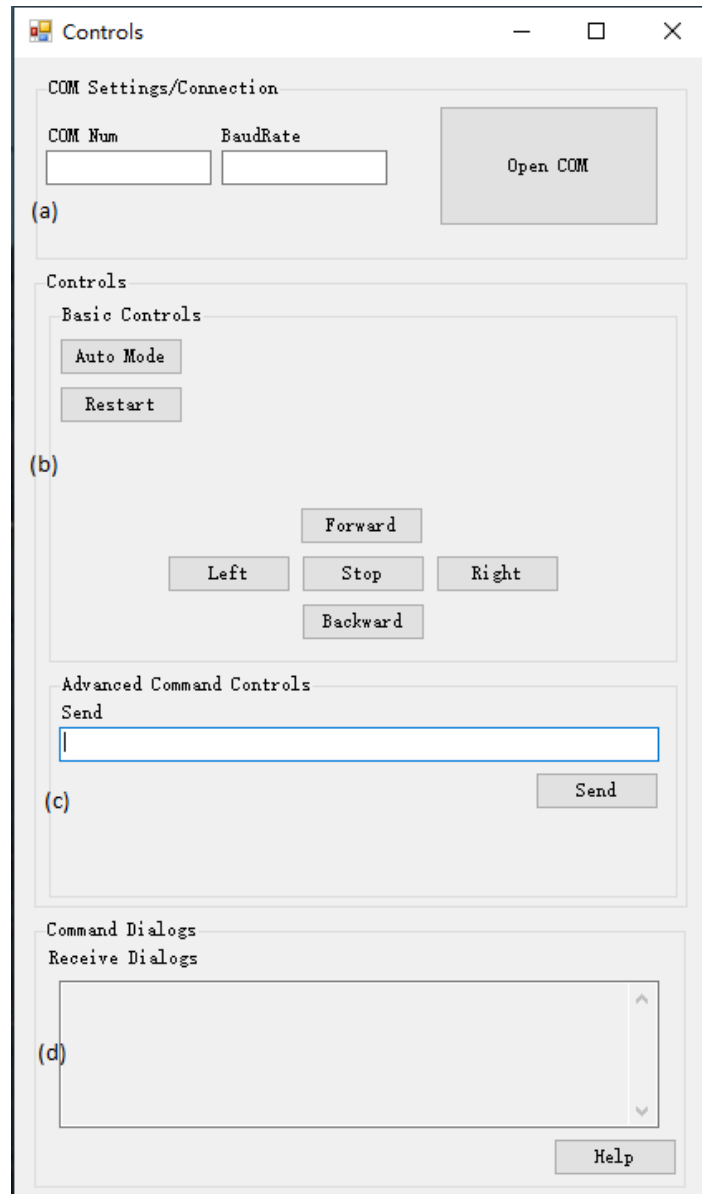 Controls
COM Settings/Connection
COM Num BaudRate
Open COM
(a)
Controls
Basic Controls
Auto Mode
Restart
(b)
Forward
Left Stop Right
Backward
Advanced Command Controls
Send
Send
(c)
Command Dialogs
Receive Dialogs
(d)
Help